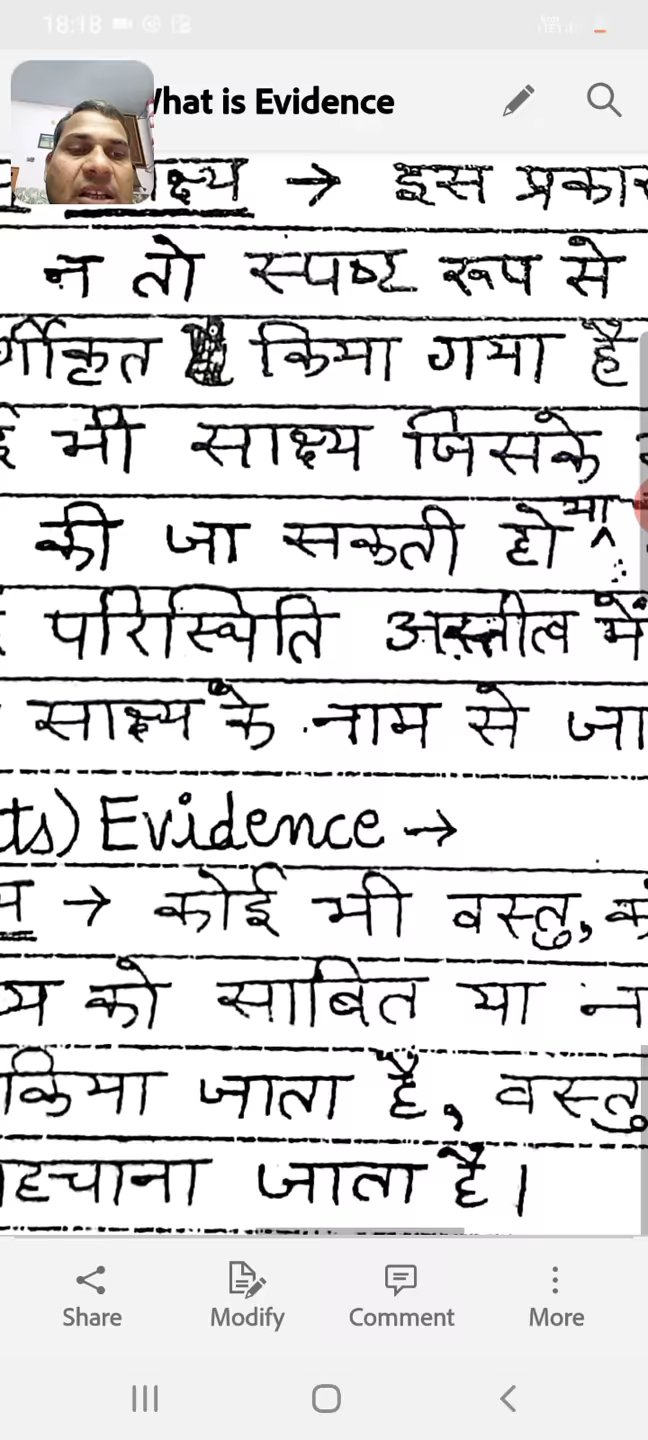 18:18
What is Evidence
क्ष्य → इस प्रकार
न तो स्पष्ट रूप से
र्गीकृत किया गया है
भी साक्ष्य जिसके
की जा सकती हो या
परिस्थिति अस्तीत्व में
साक्ष्य के नाम से जा
ts) Evidence →
→ कोई भी वस्तु, क
य को साबित या न
किया जाता है, वस्तु
हचाना जाता है।
Share Modify Comment More